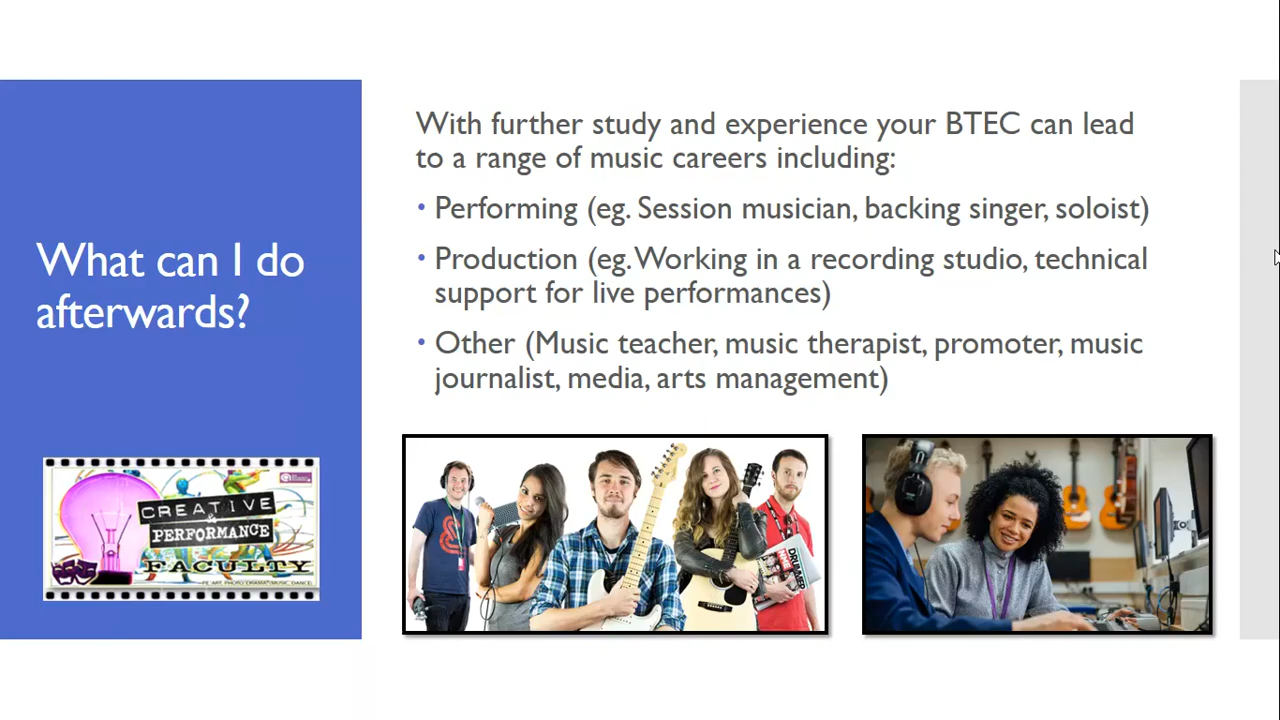 What can I do
afterwards?
With further study and experience your BTEC can lead
to a range of music careers including:
• Performing (eg. Session musician, backing singer, soloist)
• Production (eg. Working in a recording studio, technical
support for live performances)
• Other (Music teacher, music therapist, promoter, music
journalist, media, arts management)
CREATIVE
&
PERFORMANCE
FACULTY
DRUMMER